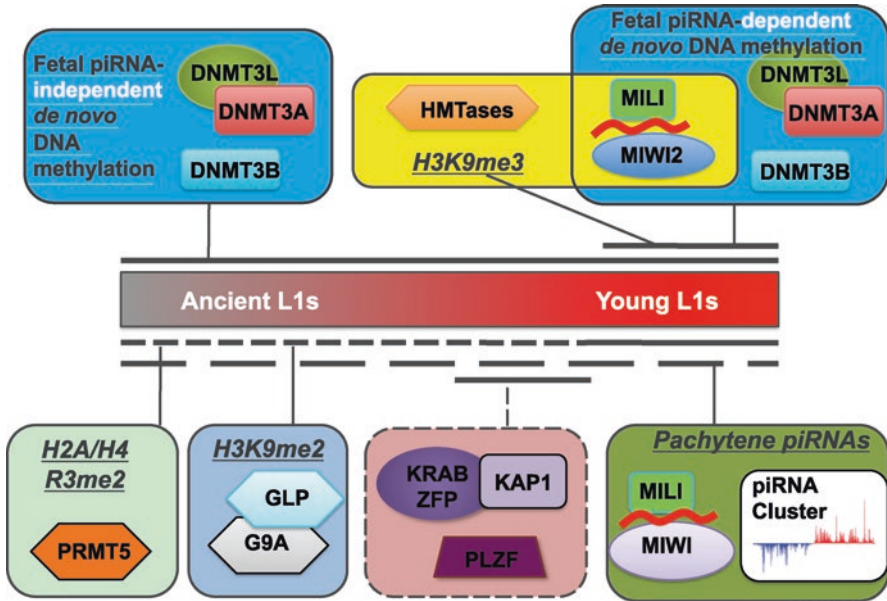 Fetal piRNA-
independent
de novo
DNA
methylation
DNMT3L
DNMT3A
DNMT3B
Fetal piRNA-dependent
de novo DNA methylation
HMTases
H3K9me3
MILI
MIWI2
DNMT3L
DNMT3A
DNMT3B
Ancient L1s
Young L1s
H2A/H4
R3me2
PRMT5
H3K9me2
GLP
G9A
KRAB
ZFP
KAP1
PLZF
Pachytene piRNAs
MILI
MIWI
piRNA
Cluster